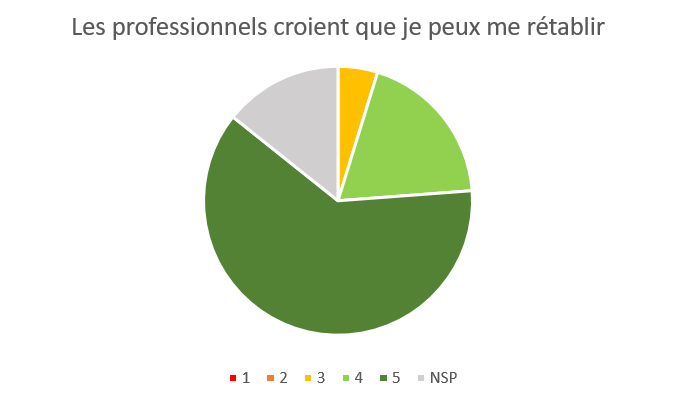 Les professionnels croient que je peux me rétablir
1 2 3 4 5 NSP